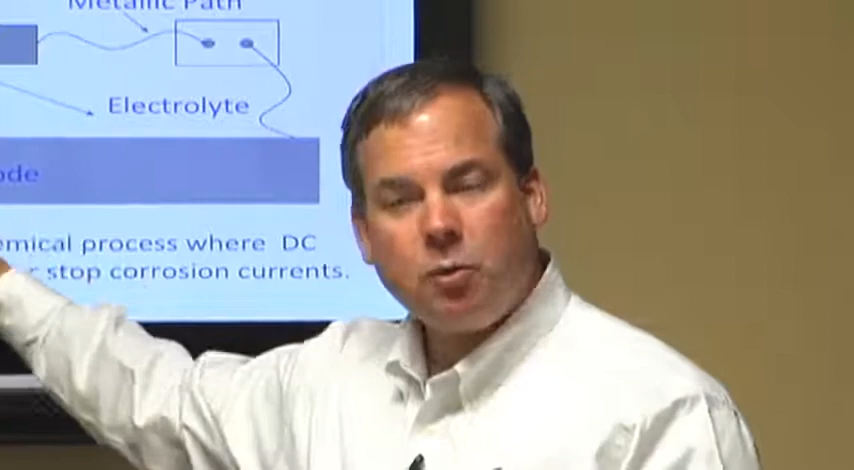 Metallic Path
Electrolyte
ode
emical process where DC
r stop corrosion currents.